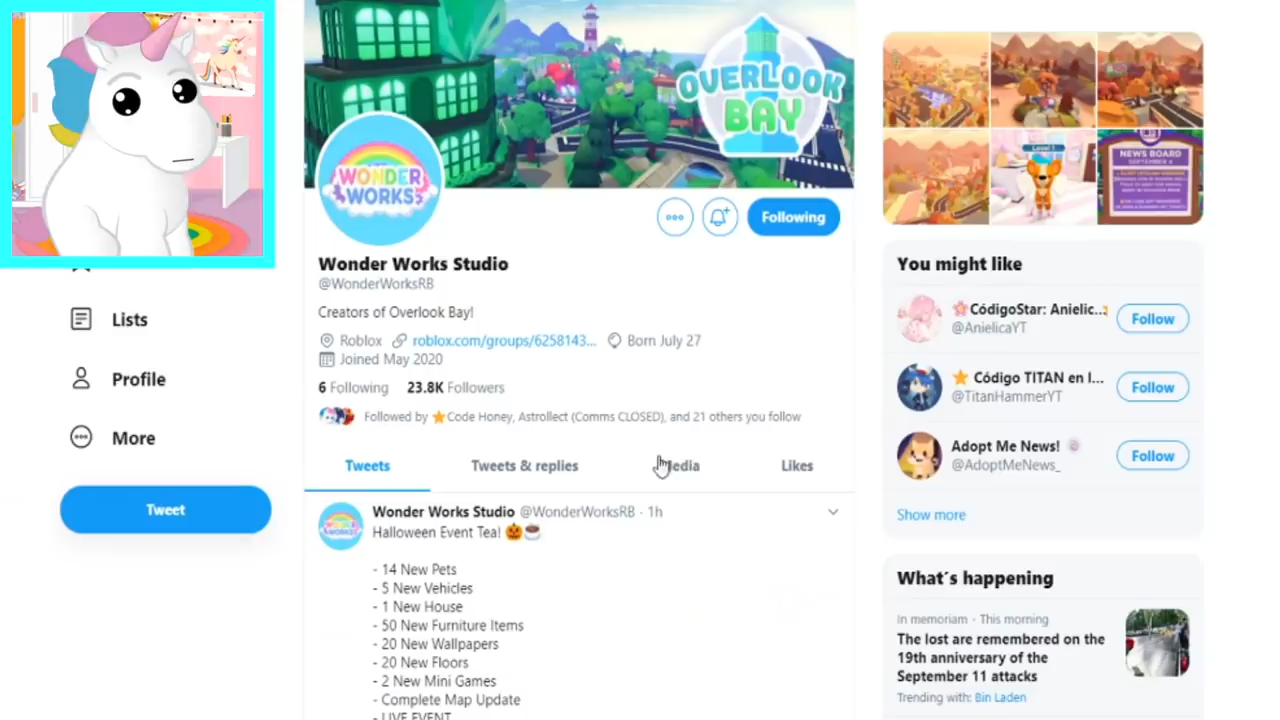 OVERLOOK
BAY
WONDER
WORKS
Following
Wonder Works Studio
@WonderWorksRB
Creators of Overlook Bay!
Roblox roblox.com/groups/6258143... Born July 27
Joined May 2020
6 Following 23.8K Followers
Followed by ⭐Code Honey, Astrollect (Comms CLOSED), and 21 others you follow
Tweets Tweets & replies Media Likes
Wonder Works Studio @WonderWorksRB · 1h
Halloween Event Tea! 🎃☕
- 14 New Pets
- 5 New Vehicles
- 1 New House
- 50 New Furniture Items
- 20 New Wallpapers
- 20 New Floors
- 2 New Mini Games
- Complete Map Update
- LIVE EVENT
Lists
Profile
More
Tweet
Level 1
NEWS BOARD
SEPTEMBER 4
You might like
🌸CódigoStar: Anielic...
@AnielicaYT
Follow
⭐ Código TITAN en l...
@TitanHammerYT
Follow
Adopt Me News!
@AdoptMeNews_
Follow
Show more
What´s happening
In memoriam · This morning
The lost are remembered on the
19th anniversary of the
September 11 attacks
Trending with: Bin Laden